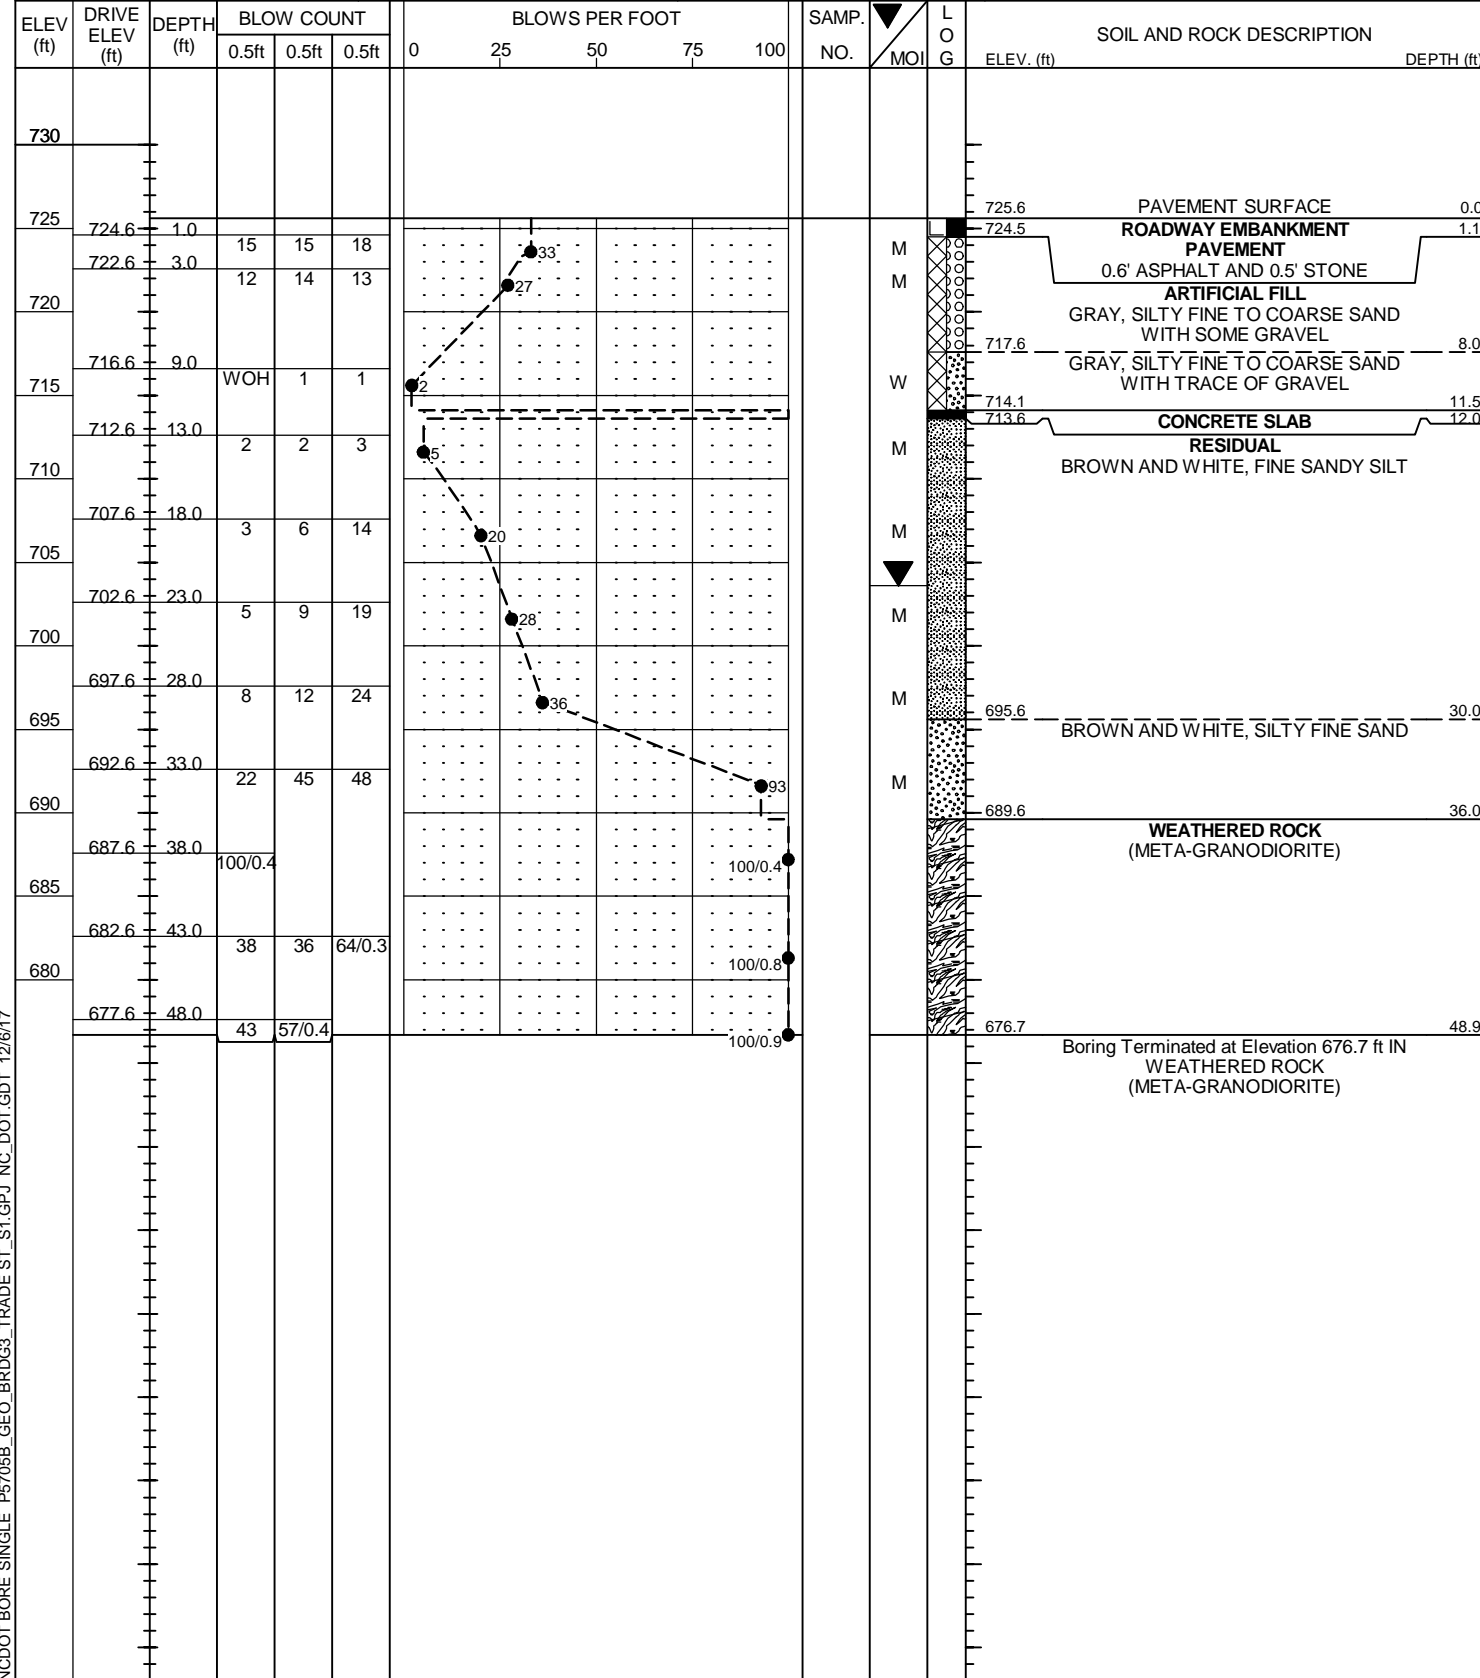 ELEV (ft) DRIVE ELEV (ft) DEPTH (ft) BLOW COUNT 0.5ft 0.5ft 0.5ft BLOWS PER FOOT 0 25 50 75 100 SAMP. NO. MOI LOG SOIL AND ROCK DESCRIPTION ELEV. (ft) DEPTH (ft)
730
725.6 PAVEMENT SURFACE 0.0
725
724.6 1.0 724.5 ROADWAY EMBANKMENT 1.1
15 15 18 33 M PAVEMENT
722.6 3.0 0.6' ASPHALT AND 0.5' STONE
12 14 13 27 M
ARTIFICIAL FILL
720 GRAY, SILTY FINE TO COARSE SAND
WITH SOME GRAVEL
717.6 8.0
716.6 9.0 GRAY, SILTY FINE TO COARSE SAND
WOH 1 1 2 W WITH TRACE OF GRAVEL
715
714.1 11.5
713.6 CONCRETE SLAB 12.0
712.6 13.0
2 2 3 5 M RESIDUAL
BROWN AND WHITE, FINE SANDY SILT
710
707.6 18.0
3 6 14 20 M
705
702.6 23.0
5 9 19 28 M
700
697.6 28.0
8 12 24 36 M
695 695.6 30.0
BROWN AND WHITE, SILTY FINE SAND
692.6 33.0
22 45 48 93 M
690
689.6 36.0
WEATHERED ROCK
687.6 38.0 (META-GRANODIORITE)
100/0.4 100/0.4
685
682.6 43.0
38 36 64/0.3 100/0.8
680
677.6 48.0
43 57/0.4 100/0.9 676.7 48.9
Boring Terminated at Elevation 676.7 ft IN
WEATHERED ROCK
(META-GRANODIORITE)
NCDOT BORE SINGLE P5705B_GEO_BRDG3_TRADE ST_S1.GPJ NC_DOT.GDT 12/6/17